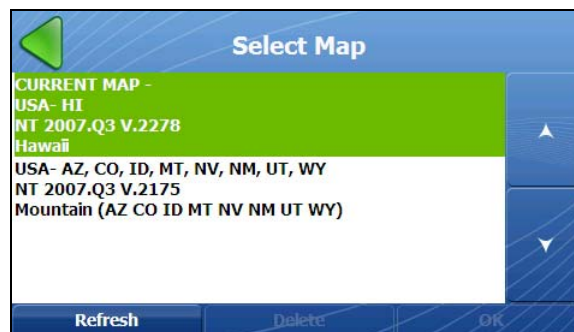 Select Map
CURRENT MAP -
USA- HI
NT 2007.Q3 V.2278
Hawaii
USA- AZ, CO, ID, MT, NV, NM, UT, WY
NT 2007.Q3 V.2175
Mountain (AZ CO ID MT NV NM UT WY)
Refresh Delete OK